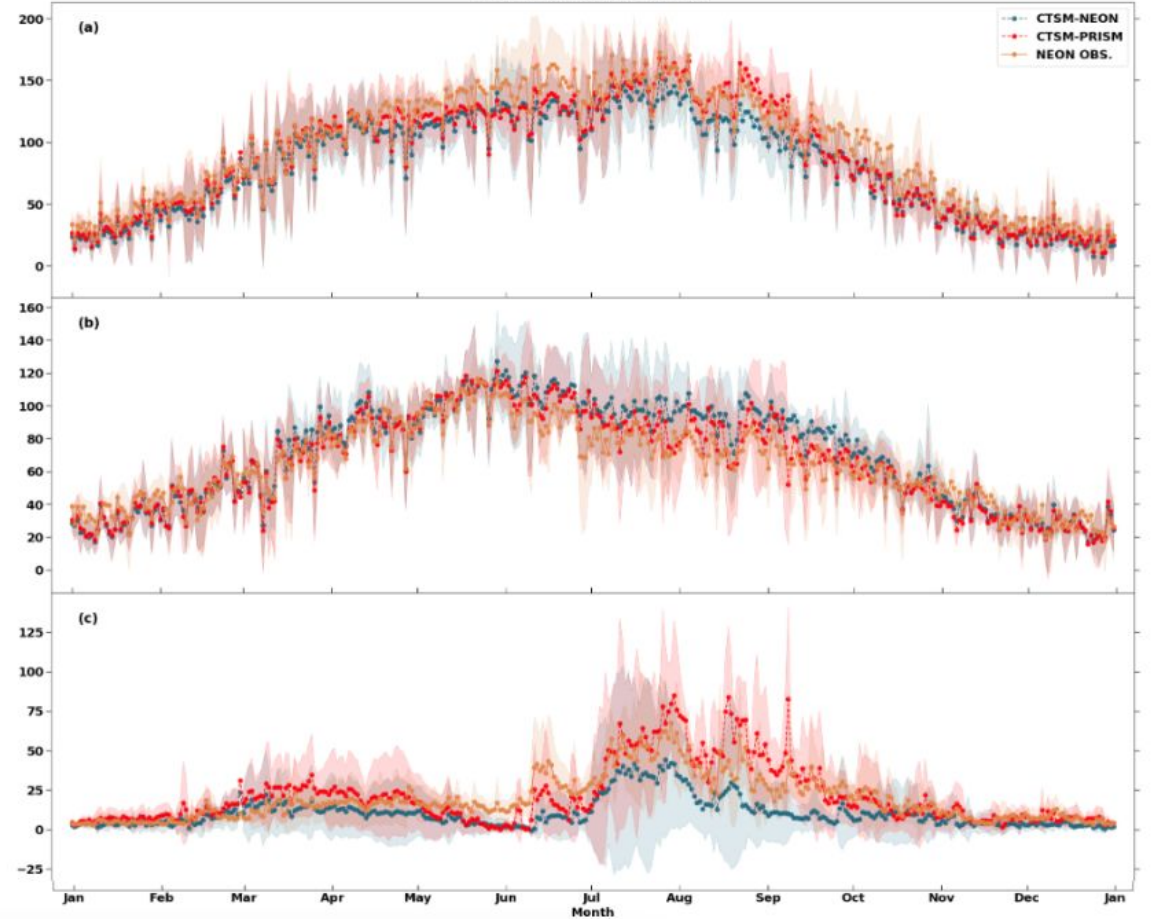 (a)
CTSM-NEON
CTSM-PRISM
NEON OBS.
200
150
100
50
0
(b)
160
140
120
100
80
60
40
20
0
(c)
125
100
75
50
25
0
−25
Jan Feb Mar Apr May Jun Jul Aug Sep Oct Nov Dec Jan
Month